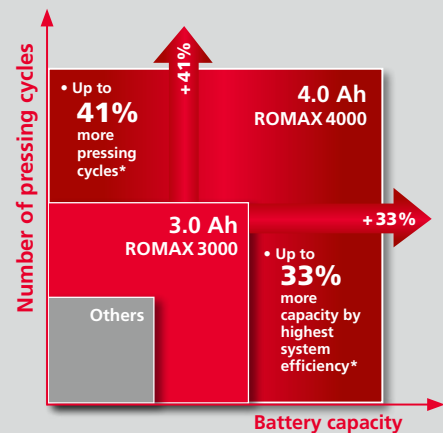 Number of pressing cycles
+41%
• Up to
41%
more
pressing
cycles*
4.0 Ah
ROMAX 4000
+33%
3.0 Ah
ROMAX 3000
• Up to
33%
more
capacity by
highest
system
efficiency*
Others
Battery capacity